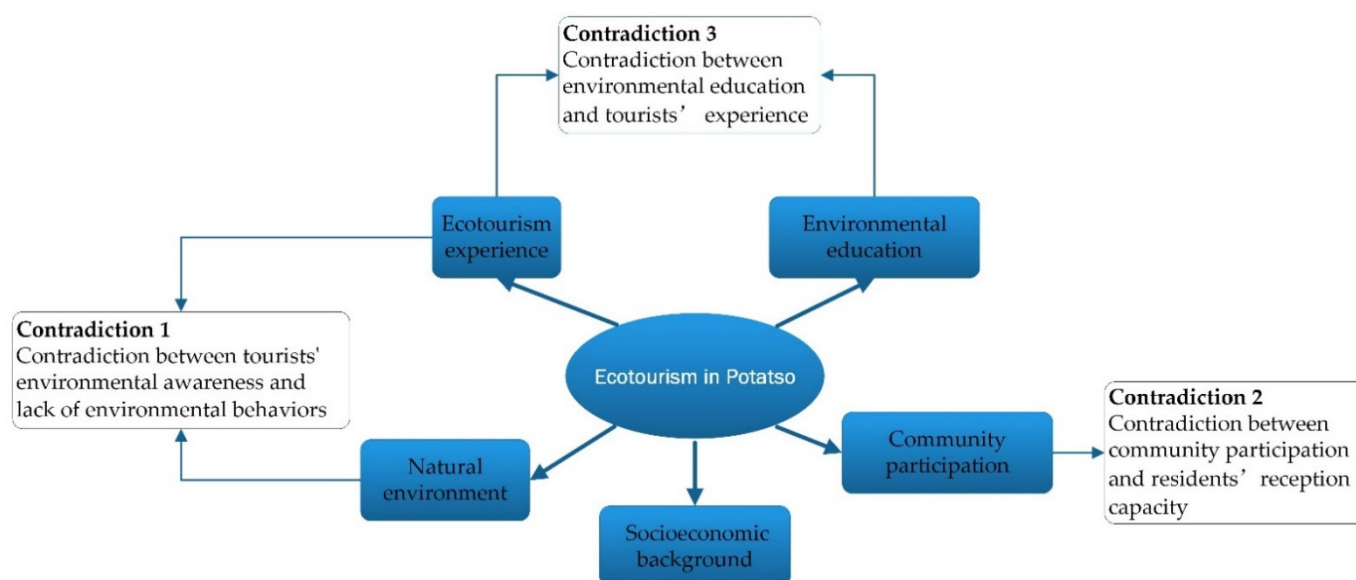 Contradiction 3
Contradiction between
environmental education
and tourists’ experience
Ecotourism
experience
Environmental
education
Contradiction 1
Contradiction between tourists'
environmental awareness and
lack of environmental behaviors
Ecotourism in Potatso
Natural
environment
Community
participation
Contradiction 2
Contradiction between
community participation
and residents’ reception
capacity
Socioeconomic
background